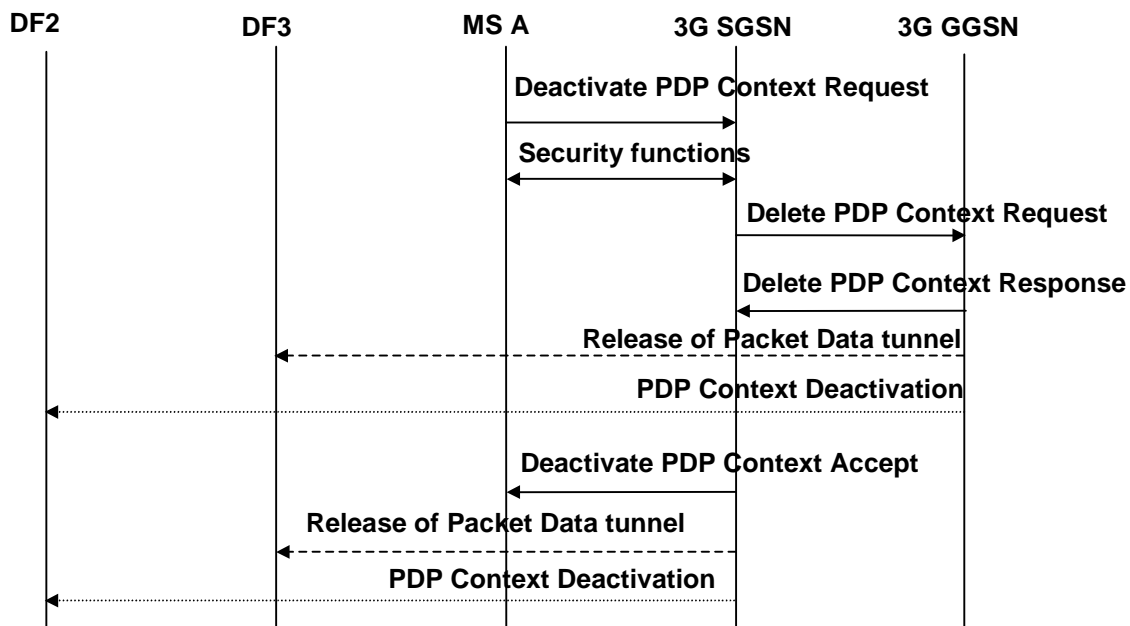 DF2
DF3
MS A
3G SGSN
3G GGSN
Deactivate PDP Context Request
Security functions
Delete PDP Context Request
Delete PDP Context Response
Release of Packet Data tunnel
PDP Context Deactivation
Deactivate PDP Context Accept
Release of Packet Data tunnel
PDP Context Deactivation